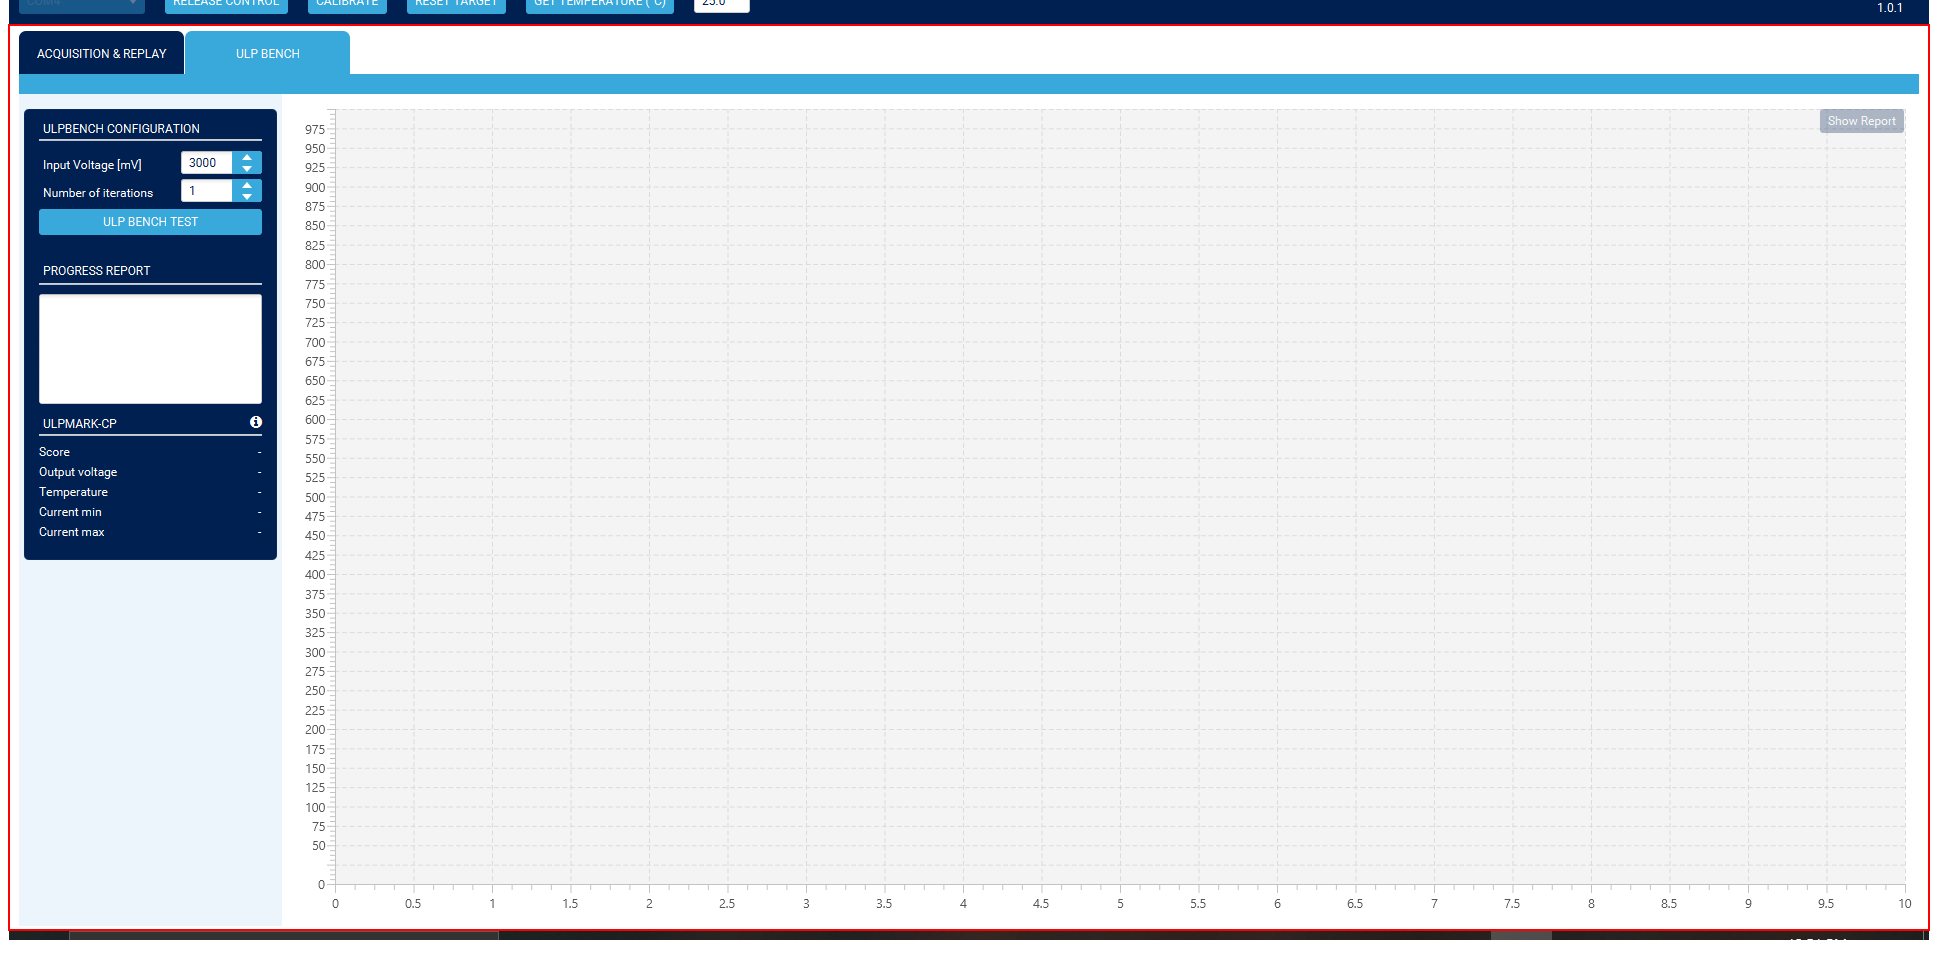 COM4 RELEASE CONTROL CALIBRATE RESET TARGET GET TEMPERATURE (°C) 25.0
1.0.1
ACQUISITION & REPLAY ULP BENCH
Show Report
ULPBENCH CONFIGURATION
Input Voltage [mV] 3000
Number of iterations 1
ULP BENCH TEST
PROGRESS REPORT
ULPMARK-CP
Score -
Output voltage -
Temperature -
Current min -
Current max -
975
950
925
900
875
850
825
800
775
750
725
700
675
650
625
600
575
550
525
500
475
450
425
400
375
350
325
300
275
250
225
200
175
150
125
100
75
50
0
0 0.5 1 1.5 2 2.5 3 3.5 4 4.5 5 5.5 6 6.5 7 7.5 8 8.5 9 9.5 10